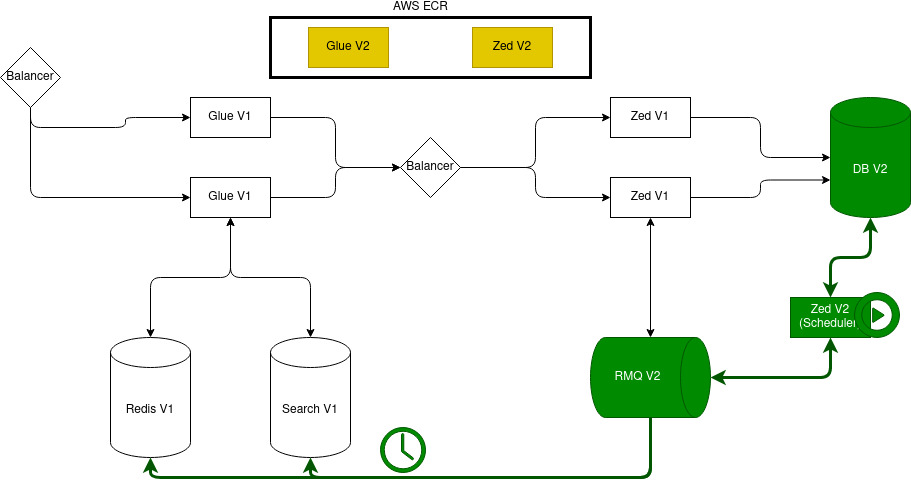 AWS ECR
Glue V2
Zed V2
Balancer
Glue V1
Zed V1
Balancer
DB V2
Glue V1
Zed V1
Zed V2
(Scheduler)
RMQ V2
Redis V1
Search V1